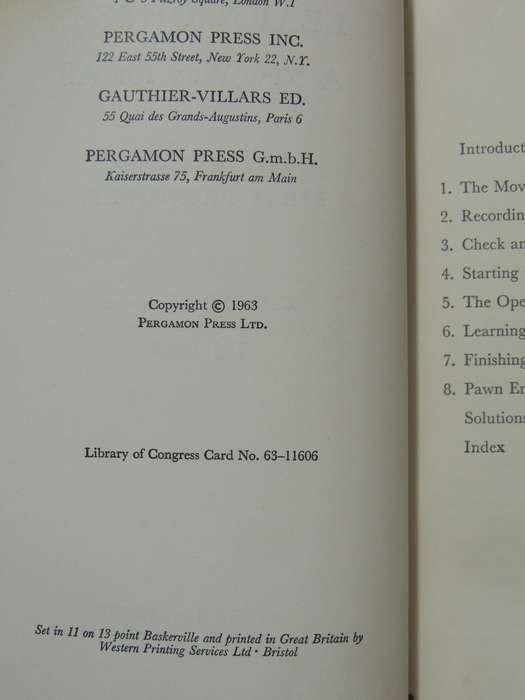 Square, London W.1
PERGAMON PRESS INC.
122 East 55th Street, New York 22, N.Y.
GAUTHIER-VILLARS ED.
55 Quai des Grands-Augustins, Paris 6
PERGAMON PRESS G.m.b.H.
Kaiserstrasse 75, Frankfurt am Main
Copyright © 1963
PERGAMON PRESS LTD.
Library of Congress Card No. 63–11606
Set in 11 on 13 point Baskerville and printed in Great Britain by
Western Printing Services Ltd · Bristol
Introduct
1. The Mov
2. Recordin
3. Check an
4. Starting
5. The Ope
6. Learning
7. Finishing
8. Pawn En
Solutions
Index